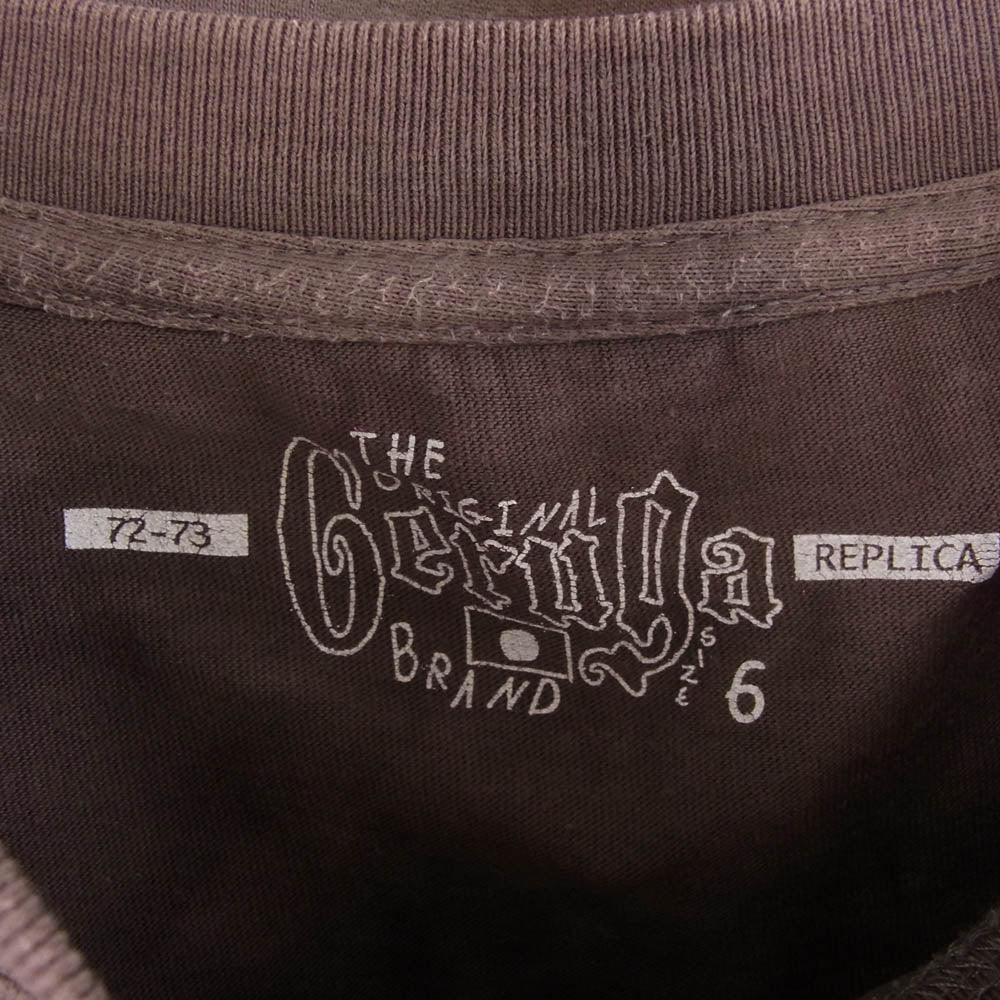 THE
ORIGINAL
Geruga
BRAND
SIZE 6
72-73
REPLICA